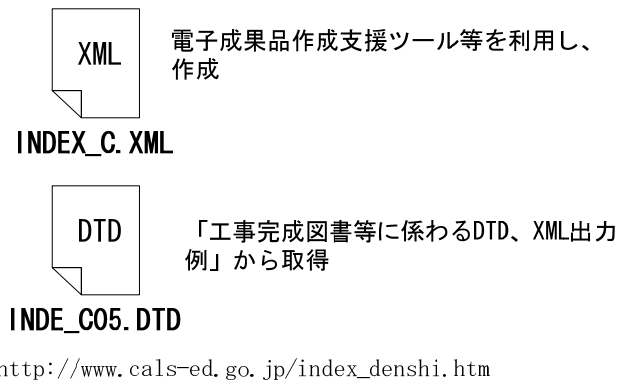 XML
電子成果品作成支援ツール等を利用し、
作成
INDEX_C.XML
DTD
「工事完成図書等に係わるDTD、XML出力
例」から取得
INDE_C05.DTD
http://www.cals-ed.go.jp/index_denshi.htm